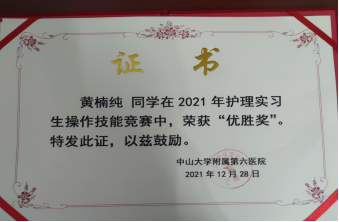 证书
黄楠纯 同学在 2021 年护理实习
生操作技能竞赛中，荣获“优胜奖”。
特发此证，以兹鼓励。
中山大学附属第六医院
2021 年 12 月 28 日